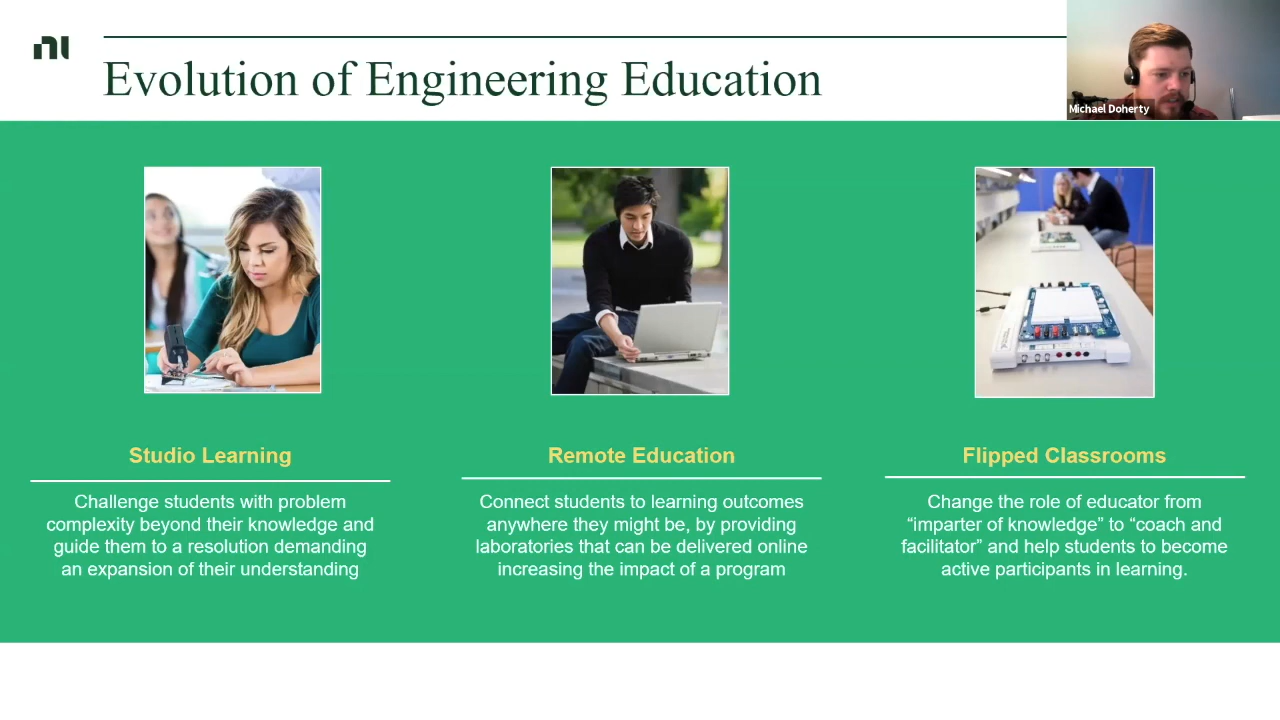 ni
Evolution of Engineering Education
Michael Doherty
Studio Learning
Challenge students with problem
complexity beyond their knowledge and
guide them to a resolution demanding
an expansion of their understanding
Remote Education
Connect students to learning outcomes
anywhere they might be, by providing
laboratories that can be delivered online
increasing the impact of a program
Flipped Classrooms
Change the role of educator from
“imparter of knowledge” to “coach and
facilitator” and help students to become
active participants in learning.